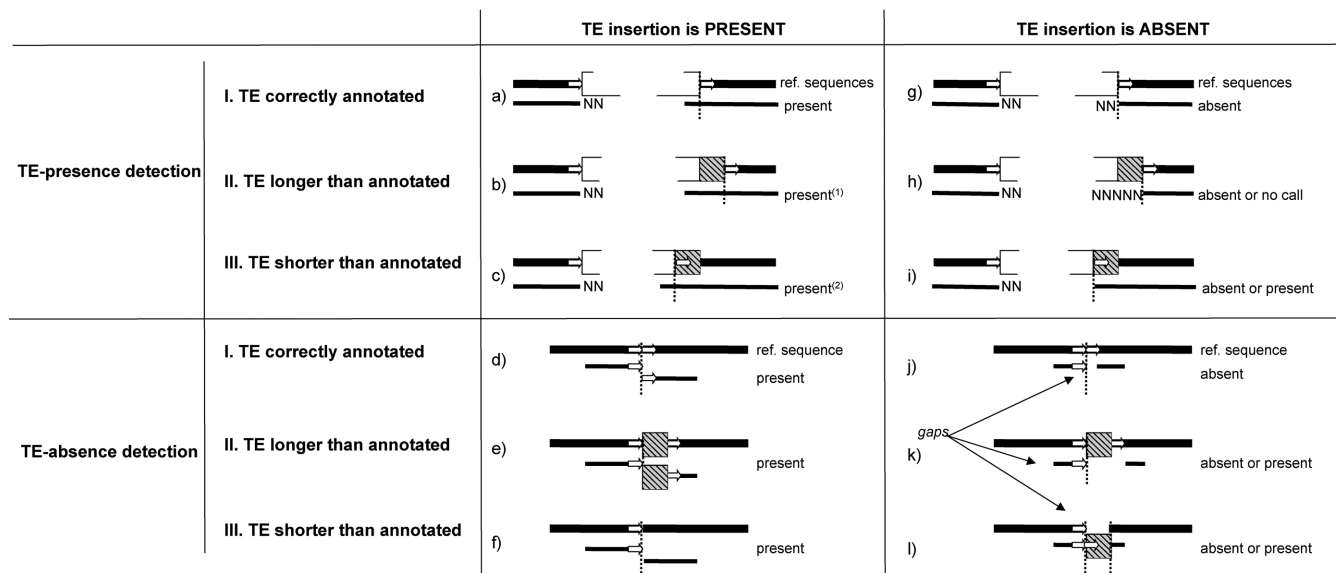 TE insertion is PRESENT
TE insertion is ABSENT
TE-presence detection
I. TE correctly annotated
a)
ref. sequences
NN
present
g)
ref. sequences
NN
NN
absent
II. TE longer than annotated
b)
NN
present(1)
h)
NN
NNNNN
absent or no call
III. TE shorter than annotated
c)
NN
present(2)
i)
NN
absent or present
TE-absence detection
I. TE correctly annotated
d)
ref. sequence
present
j)
ref. sequence
absent
II. TE longer than annotated
e)
present
gaps
k)
absent or present
III. TE shorter than annotated
f)
present
l)
absent or present